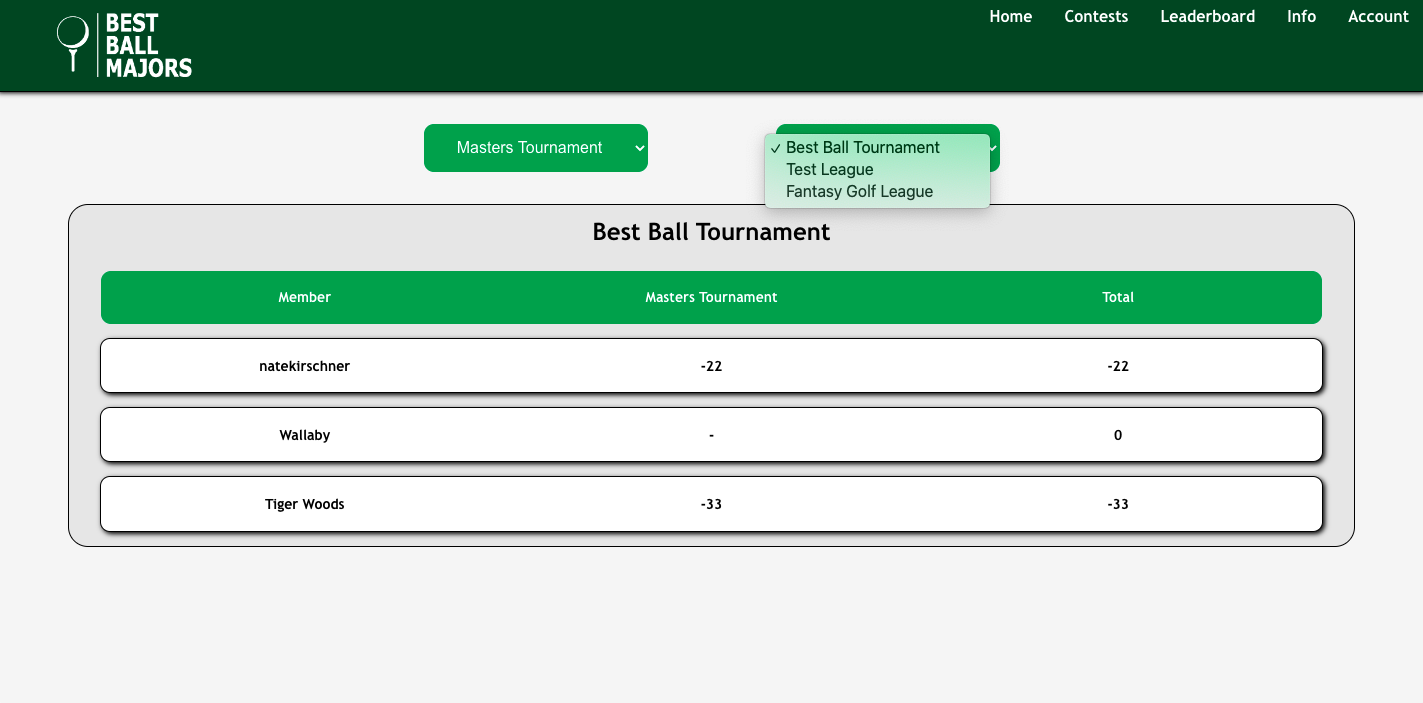 BEST
BALL
MAJORS
Home Contests Leaderboard Info Account
Masters Tournament
✓ Best Ball Tournament
Test League
Fantasy Golf League
Best Ball Tournament
Member Masters Tournament Total
natekirschner -22 -22
Wallaby - 0
Tiger Woods -33 -33